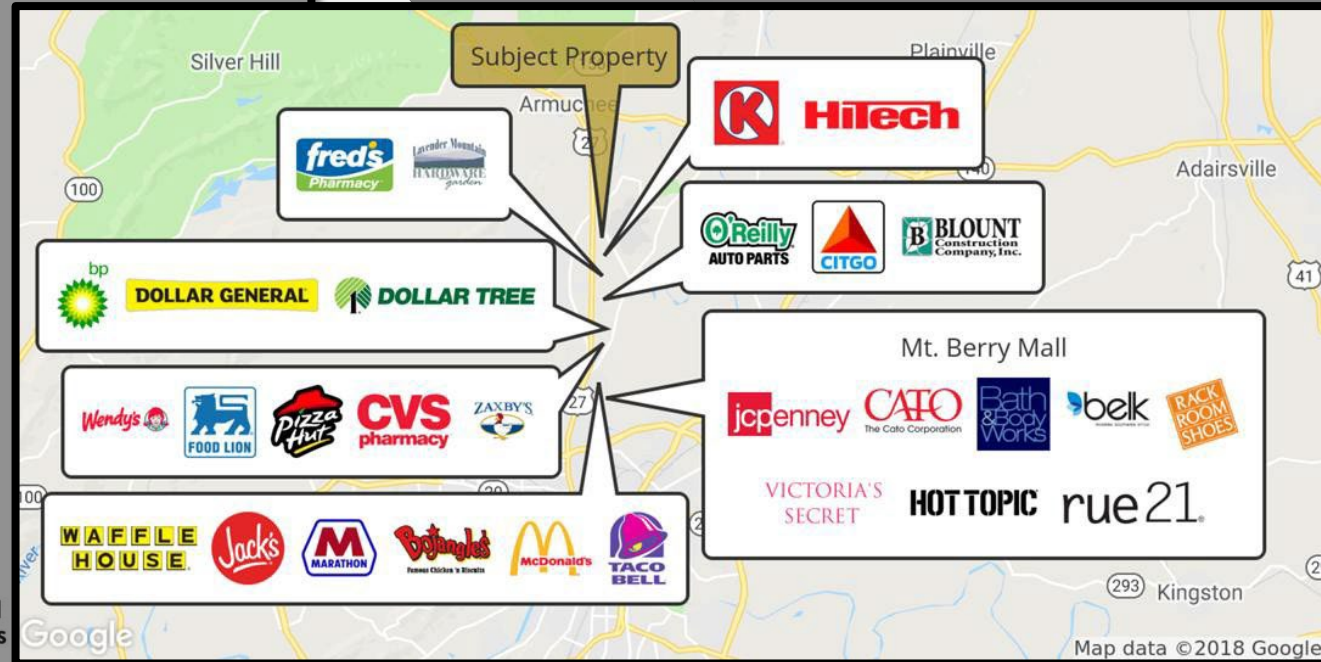 Silver Hill
Subject Property
Plainville
Armuchee
27
100
140
Adairsville
41
K
HiTech
fred's
Pharmacy
Lavender Mountain
HARDWARE
garden
O'Reilly
AUTO PARTS
CITGO
B BLOUNT
Construction
Company, Inc.
bp
DOLLAR GENERAL
1 DOLLAR TREE
Mt. Berry Mall
jcpenney
CATO
The Cato Corporation
Bath
&Body
Works
belk
RACK
ROOM
SHOES
VICTORIA'S
SECRET
HOT TOPIC
rue21
Wendy's
FOOD LION
Pizza
Hut
CVS
pharmacy
ZAXBY'S
27
100
WAFFLE
HOUSE
Jack's
M
MARATHON
Bojangles'
Famous Chicken 'n Biscuits
McDonald's
TACO
BELL
293
Kingston
Google
Map data ©2018 Google